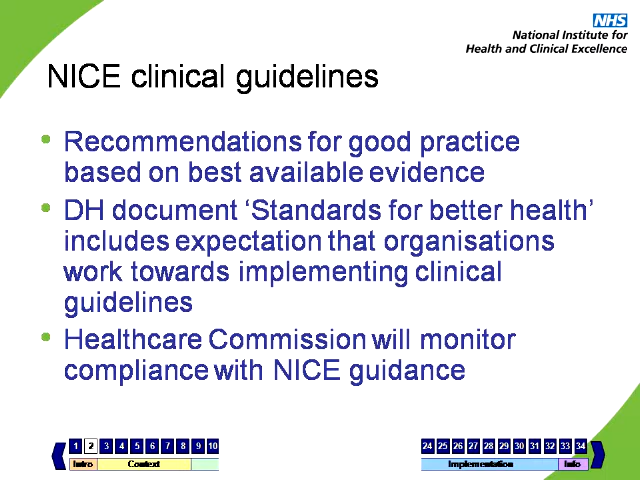 NHS
National Institute for
Health and Clinical Excellence
NICE clinical guidelines
• Recommendations for good practice
based on best available evidence
• DH document ‘Standards for better health’
includes expectation that organisations
work towards implementing clinical
guidelines
• Healthcare Commission will monitor
compliance with NICE guidance
1 2 3 4 5 6 7 8 9 10 24 25 26 27 28 29 30 31 32 33 34
Intro Context Implementation Info